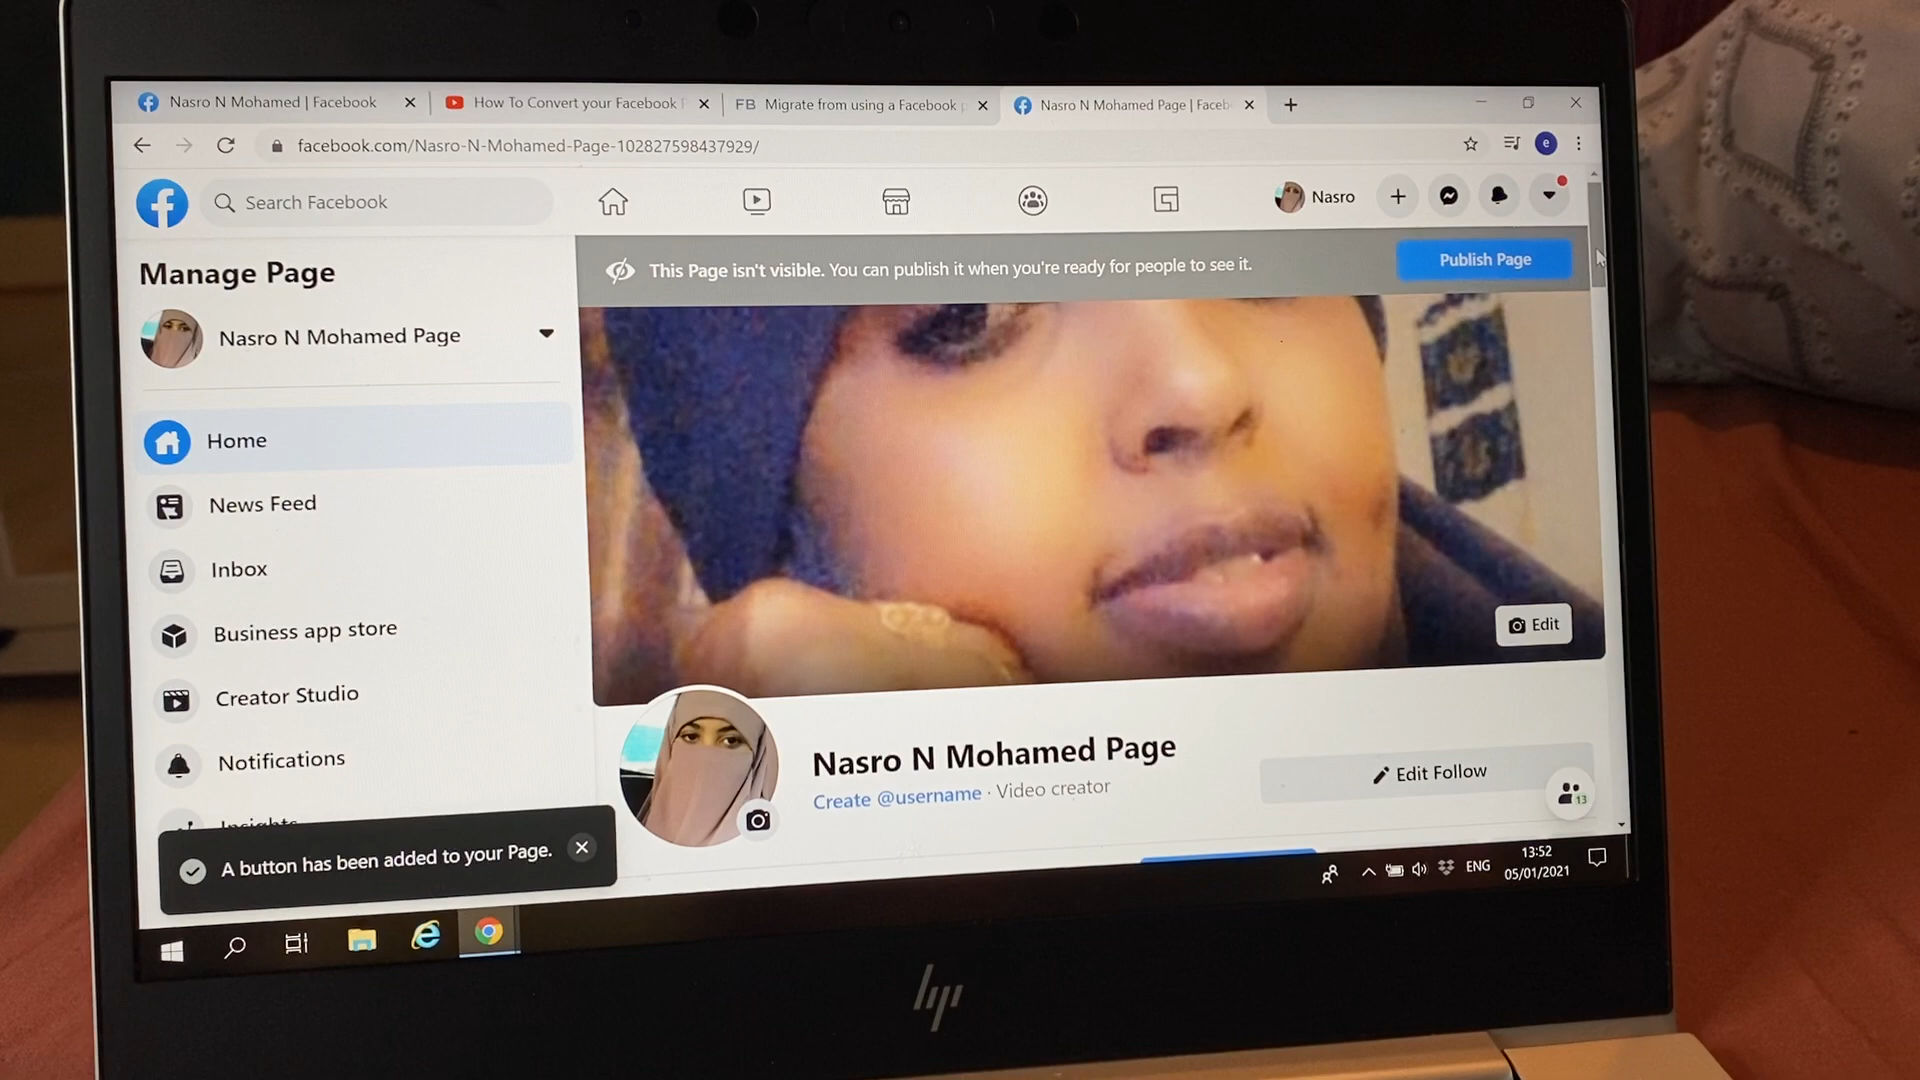 Nasro N Mohamed | Facebook
How To Convert your Facebook
FB Migrate from using a Facebook
Nasro N Mohamed Page | Faceb
facebook.com/Nasro-N-Mohamed-Page-102827598437929/
e
Search Facebook
Nasro
Manage Page
This Page isn't visible. You can publish it when you're ready for people to see it.
Publish Page
Nasro N Mohamed Page
Home
News Feed
Inbox
Business app store
Creator Studio
Notifications
Insights
Edit
Nasro N Mohamed Page
Create @username · Video creator
Edit Follow
13
A button has been added to your Page.
ENG
13:52
05/01/2021
hp